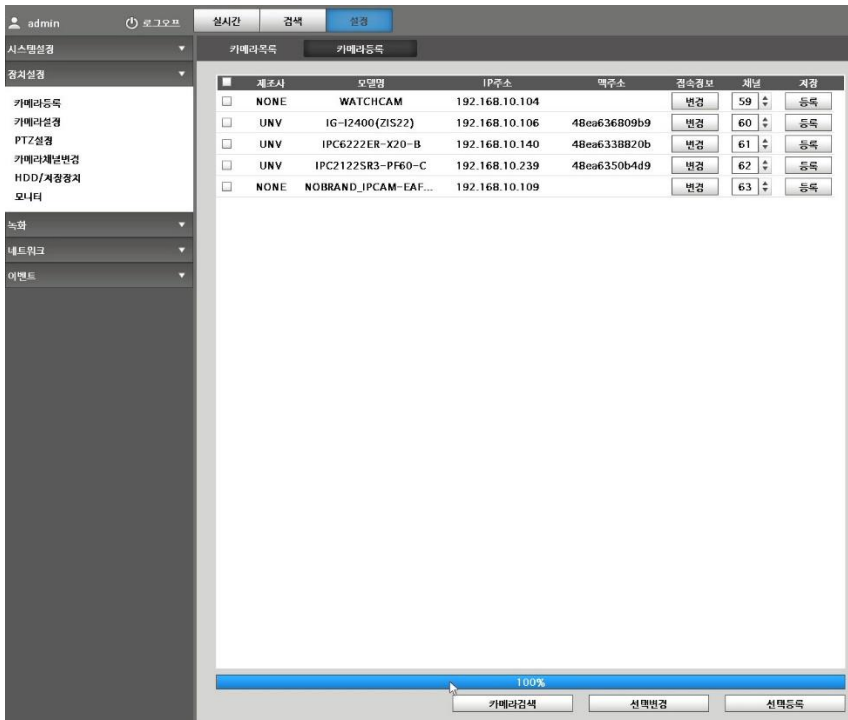 admin 로그오프 실시간 검색 설정
시스템설정
카메라목록 카메라등록
장치설정
제조사 모델명 IP주소 맥주소 접속정보 채널 저장
NONE WATCHCAM 192.168.10.104 변경 59 등록
UNV IG-I2400(ZIS22) 192.168.10.106 48ea636809b9 변경 60 등록
UNV IPC6222ER-X20-B 192.168.10.140 48ea6338820b 변경 61 등록
UNV IPC2122SR3-PF60-C 192.168.10.239 48ea6350b4d9 변경 62 등록
NONE NOBRAND_IPCAM-EAF... 192.168.10.109 변경 63 등록
카메라등록
카메라설정
PTZ설정
카메라채널변경
HDD/저장장치
모니터
녹화
네트워크
이벤트
100%
카메라검색 선택변경 선택등록